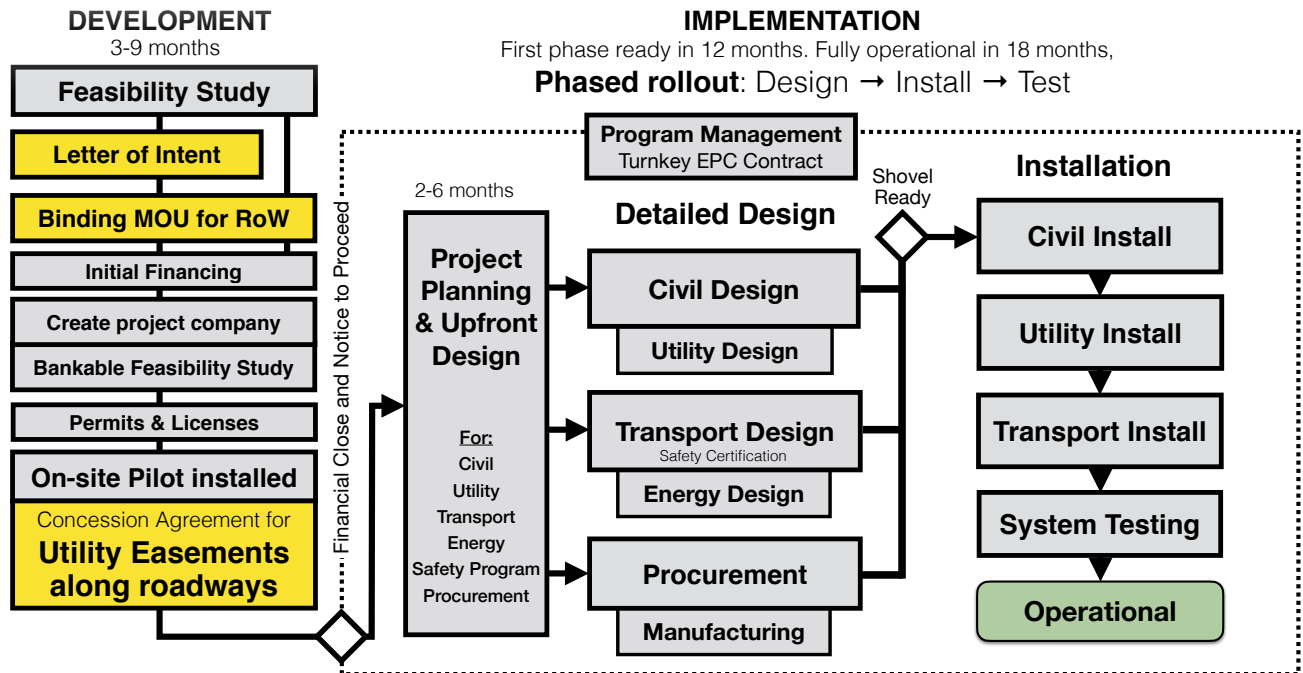 DEVELOPMENT
3-9 months
Feasibility Study
Letter of Intent
Binding MOU for RoW
Initial Financing
Create project company
Bankable Feasibility Study
Permits & Licenses
On-site Pilot installed
Concession Agreement for
Utility Easements
along roadways
Financial Close and Notice to Proceed
IMPLEMENTATION
First phase ready in 12 months. Fully operational in 18 months,
Phased rollout: Design → Install → Test
Program Management
Turnkey EPC Contract
2-6 months
Project
Planning
& Upfront
Design
For:
Civil
Utility
Transport
Energy
Safety Program
Procurement
Detailed Design
Civil Design
Utility Design
Transport Design
Safety Certification
Energy Design
Procurement
Manufacturing
Shovel
Ready
Installation
Civil Install
Utility Install
Transport Install
System Testing
Operational